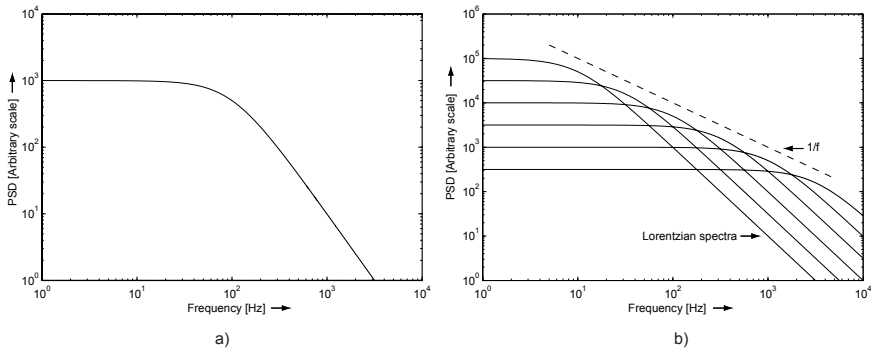 10^4
10^3
10^2
10^1
10^0
PSD [Arbitrary scale]
10^0 10^1 10^2 10^3 10^4
Frequency [Hz]
a)
10^6
10^5
10^4
10^3
10^2
10^1
10^0
PSD [Arbitrary scale]
1/f
Lorentzian spectra
10^0 10^1 10^2 10^3 10^4
Frequency [Hz]
b)